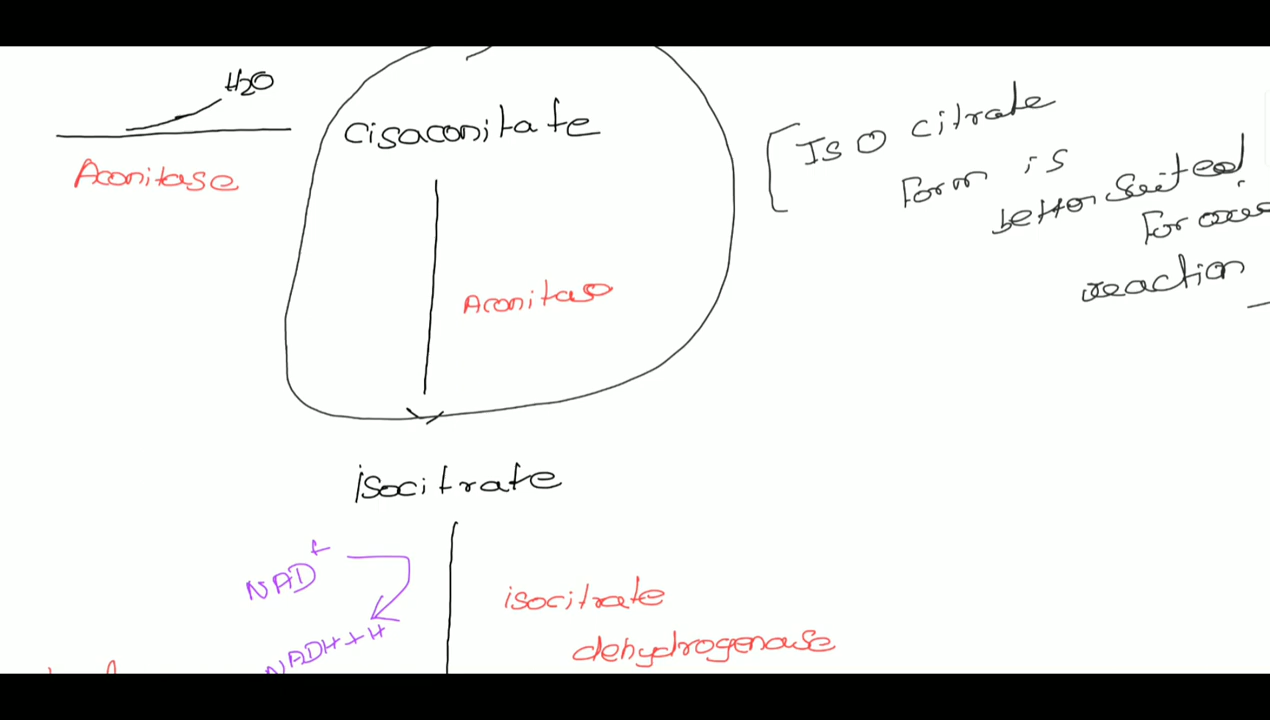 H2O
cisaconitate
Aconitase
Aconitase
[Iso citrate
form is
better suited
for
reaction
isocitrate
NAD+
NADH+H
isocitrate
dehydrogenase